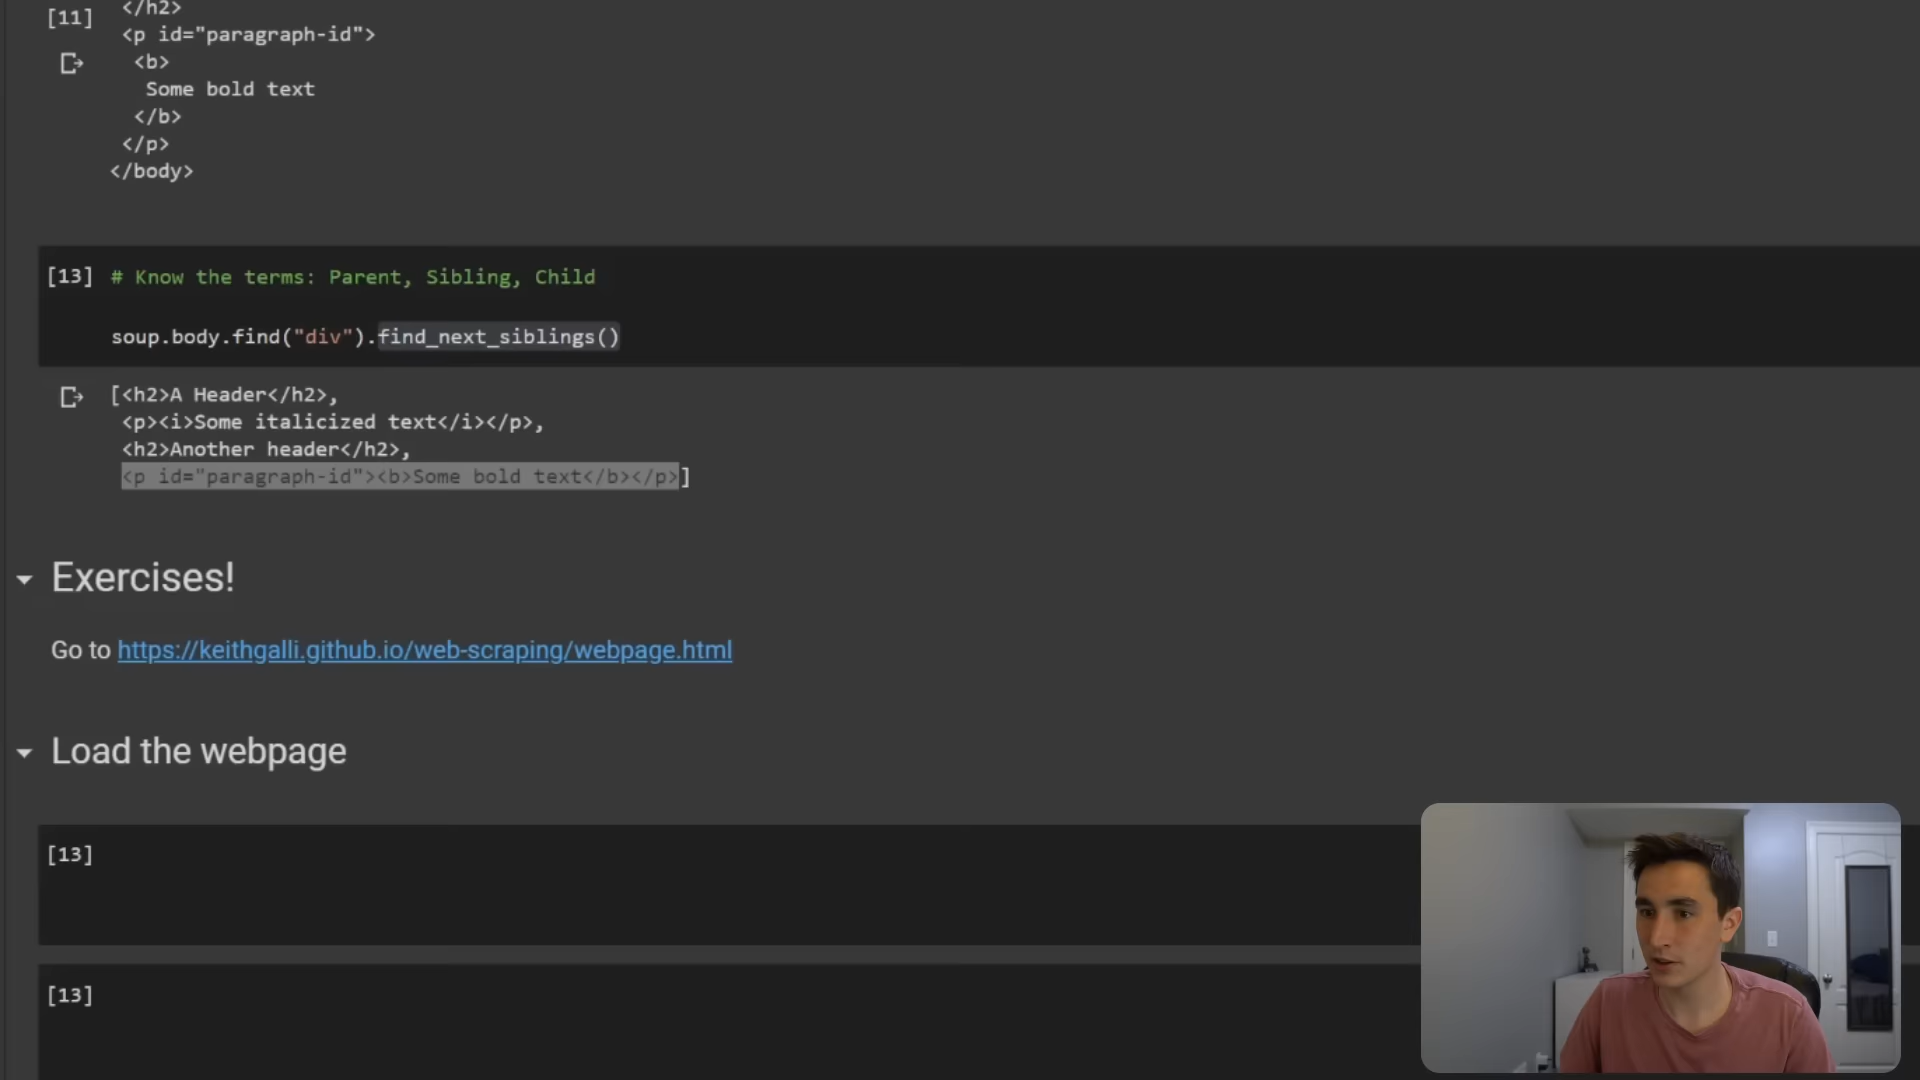 </h2>
[11]
<p id="paragraph-id">
<b>
Some bold text
</b>
</p>
</body>
[13] # Know the terms: Parent, Sibling, Child
soup.body.find("div").find_next_siblings()
[<h2>A Header</h2>,
<p><i>Some italicized text</i></p>,
<h2>Another header</h2>,
<p id="paragraph-id"><b>Some bold text</b></p>]
Exercises!
Go to https://keithgalli.github.io/web-scraping/webpage.html
Load the webpage
[13]
[13]